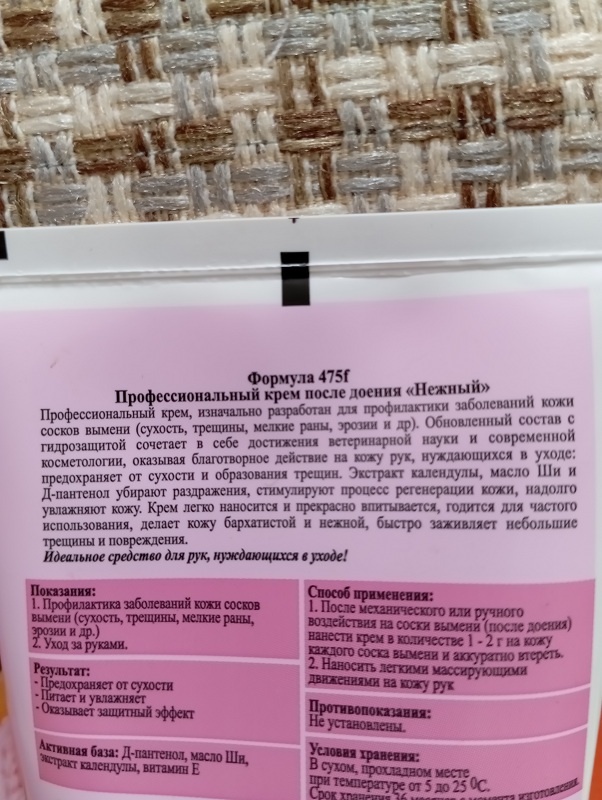 Формула 475f
Профессиональный крем после доения «Нежный»
Профессиональный крем, изначально разработан для профилактики заболеваний кожи
сосков вымени (сухость, трещины, мелкие раны, эрозии и др). Обновленный состав с
гидрозащитой сочетает в себе достижения ветеринарной науки и современной
косметологии, оказывая благотворное действие на кожу рук, нуждающихся в уходе:
предохраняет от сухости и образования трещин. Экстракт календулы, масло Ши и
Д-пантенол убирают раздражения, стимулируют процесс регенерации кожи, надолго
увлажняют кожу. Крем легко наносится и прекрасно впитывается, годится для частого
использования, делает кожу бархатистой и нежной, быстро заживляет небольшие
трещины и повреждения.
Идеальное средство для рук, нуждающихся в уходе!
Показания:
1. Профилактика заболеваний кожи сосков
вымени (сухость, трещины, мелкие раны,
эрозии и др.)
2. Уход за руками.
Результат:
- Предохраняет от сухости
- Питает и увлажняет
- Оказывает защитный эффект
Активная база: Д-пантенол, масло Ши,
экстракт календулы, витамин Е
Способ применения:
1. После механического или ручного
воздействия на соски вымени (после доения)
нанести крем в количестве 1 - 2 г на кожу
каждого соска вымени и аккуратно втереть.
2. Наносить легкими массирующими
движениями на кожу рук
Противопоказания:
Не установлены.
Условия хранения:
В сухом, прохладном месте
при температуре от 5 до 25 ⁰С.
Срок хранения 36 месяцев с момента изготовления.